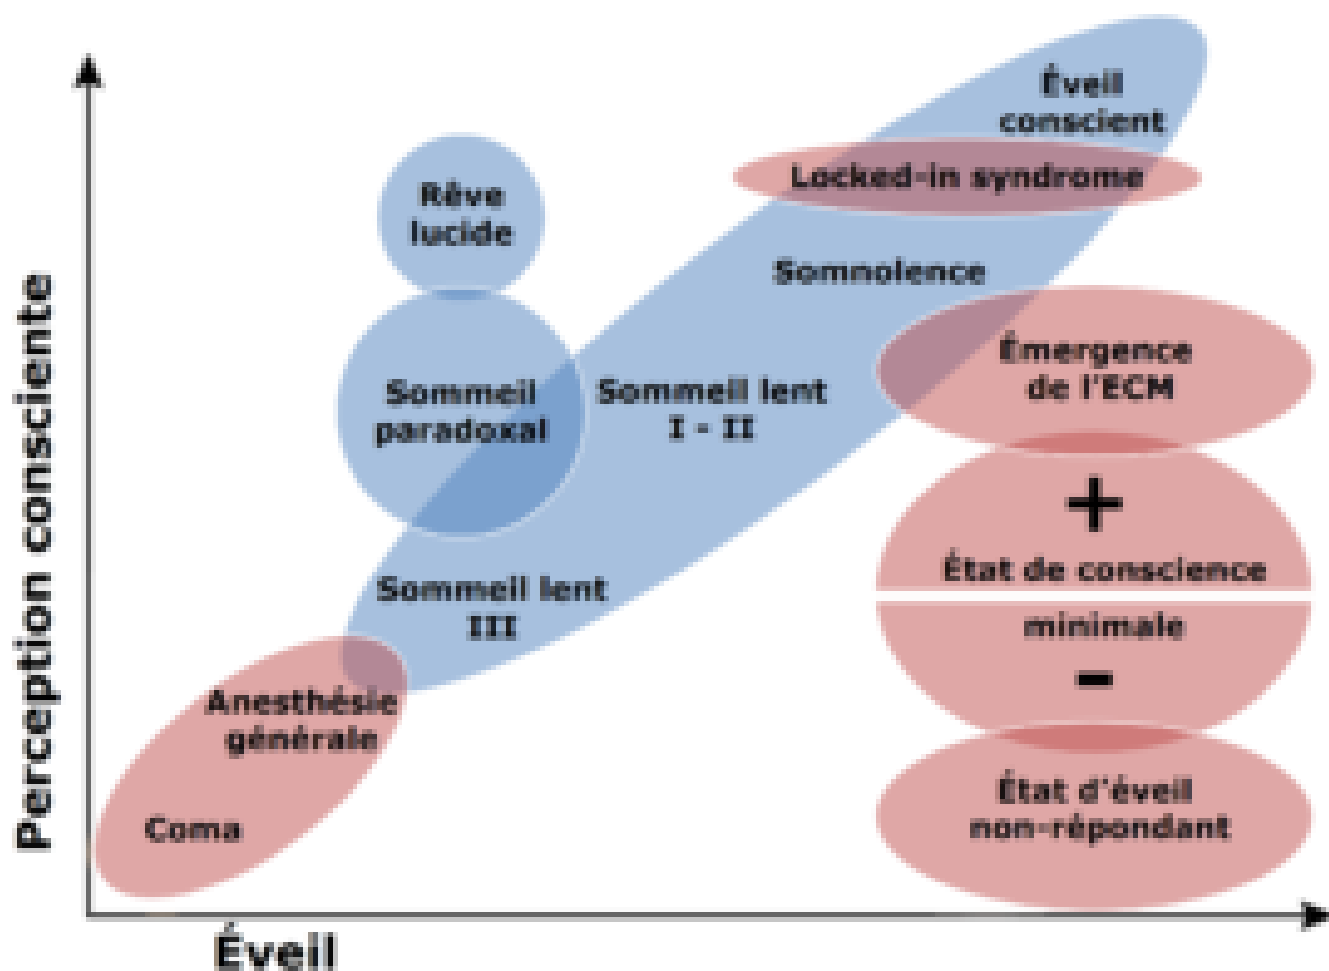 Éveil
conscient
Locked-in syndrome
Rêve
lucide
Somnolence
Émergence
de l'ECM
Sommeil
paradoxal
Sommeil lent
I - II
+
État de conscience
minimale
-
Sommeil lent
III
Anesthésie
générale
Coma
État d'éveil
non-répondant
Perception consciente
Éveil